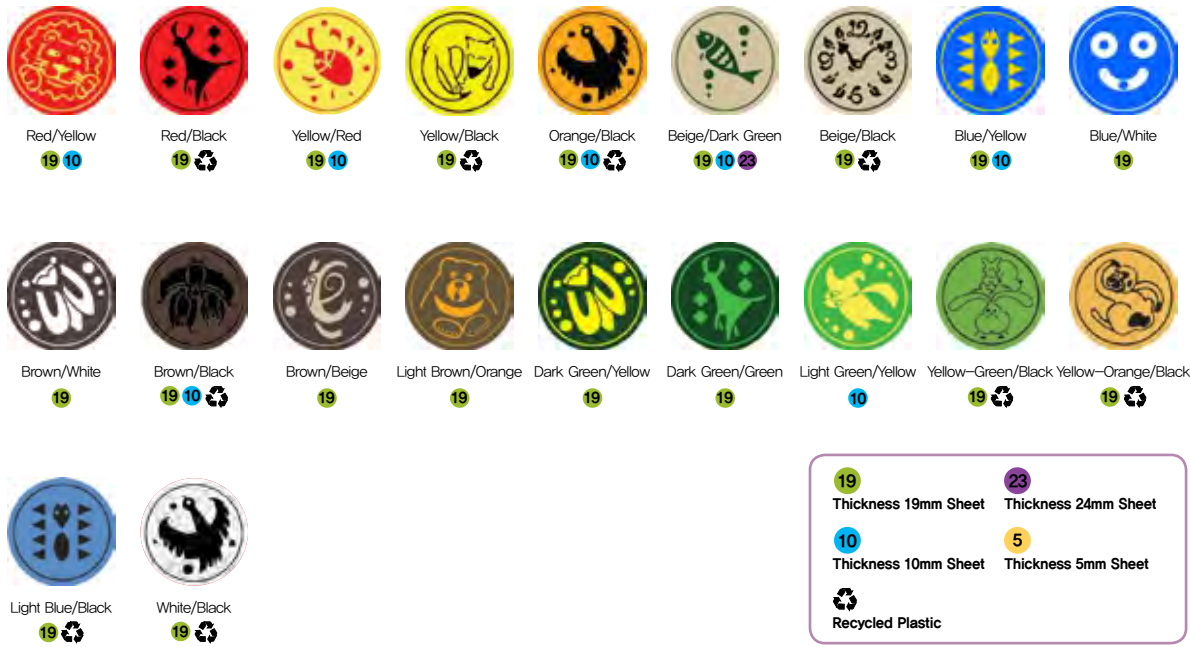 Red/Yellow
19 10
Red/Black
19
Yellow/Red
19 10
Yellow/Black
19
Orange/Black
19 10
Beige/Dark Green
19 10 23
12
3
6
9
Beige/Black
19
Blue/Yellow
19 10
Blue/White
19
Brown/White
19
Brown/Black
19 10
Brown/Beige
19
Light Brown/Orange
19
Dark Green/Yellow
19
Dark Green/Green
19
Light Green/Yellow
10
Yellow-Green/Black
19
Yellow-Orange/Black
19
Light Blue/Black
19
White/Black
19
19
Thickness 19mm Sheet
23
Thickness 24mm Sheet
10
Thickness 10mm Sheet
5
Thickness 5mm Sheet
Recycled Plastic